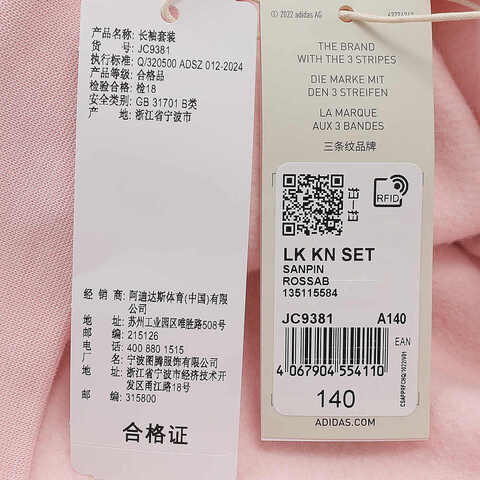 产品名称: 长袖套装
货 号: JC9381
执行标准: Q/320500 ADSZ 012-2024
产品等级: 合格品
检验合格: 检18
安全类别: GB 31701 B类
产 地: 浙江省宁波市
经 销 商: 阿迪达斯体育(中国)有限
公司
地 址: 苏州工业园区唯胜路508号
邮 编: 215126
电 话: 400 880 1515
厂 名: 宁波图腾服饰有限公司
地 址: 浙江省宁波市经济技术开
发区甬江路18号
邮 编: 315800
合格证
© 2022 adidas AG
THE BRAND
WITH THE 3 STRIPES
DIE MARKE MIT
DEN 3 STREIFEN
LA MARQUE
AUX 3 BANDES
三条纹品牌
扫一扫
RFID
LK KN SET
SANPIN
ROSSAB
135115584
JC9381 A140
EAN
4 067904 554110
140
ADIDAS.COM